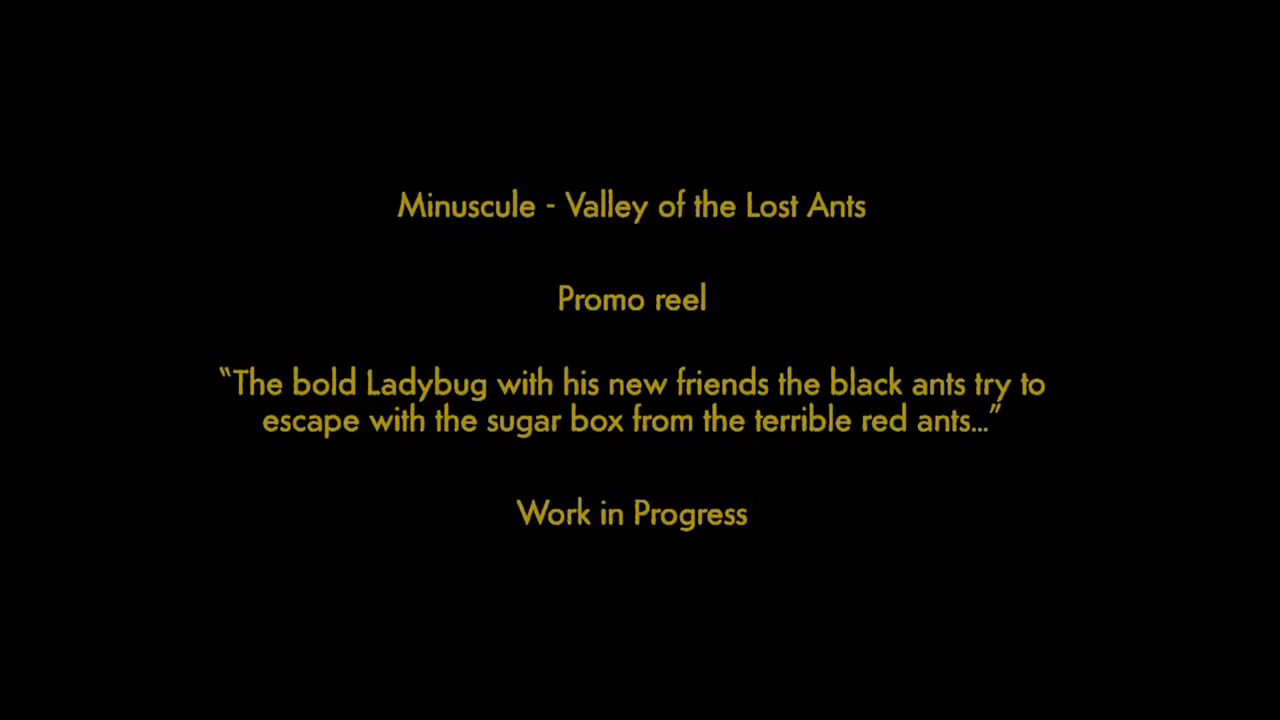 Minuscule - Valley of the Lost Ants
Promo reel
“The bold Ladybug with his new friends the black ants try to
escape with the sugar box from the terrible red ants...”
Work in Progress